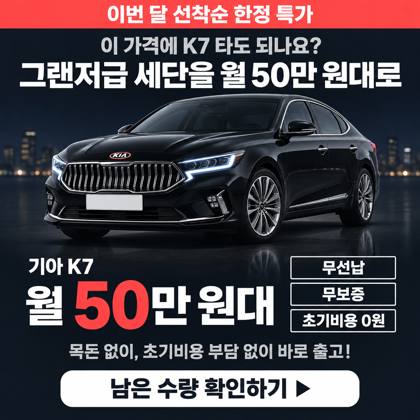 이번 달 선착순 한정 특가
이 가격에 K7 타도 되나요?
그랜저급 세단을 월 50만 원대로
KIA
기아 K7
월 50만 원대
무선납
무보증
초기비용 0원
목돈 없이, 초기비용 부담 없이 바로 출고!
남은 수량 확인하기 ▶